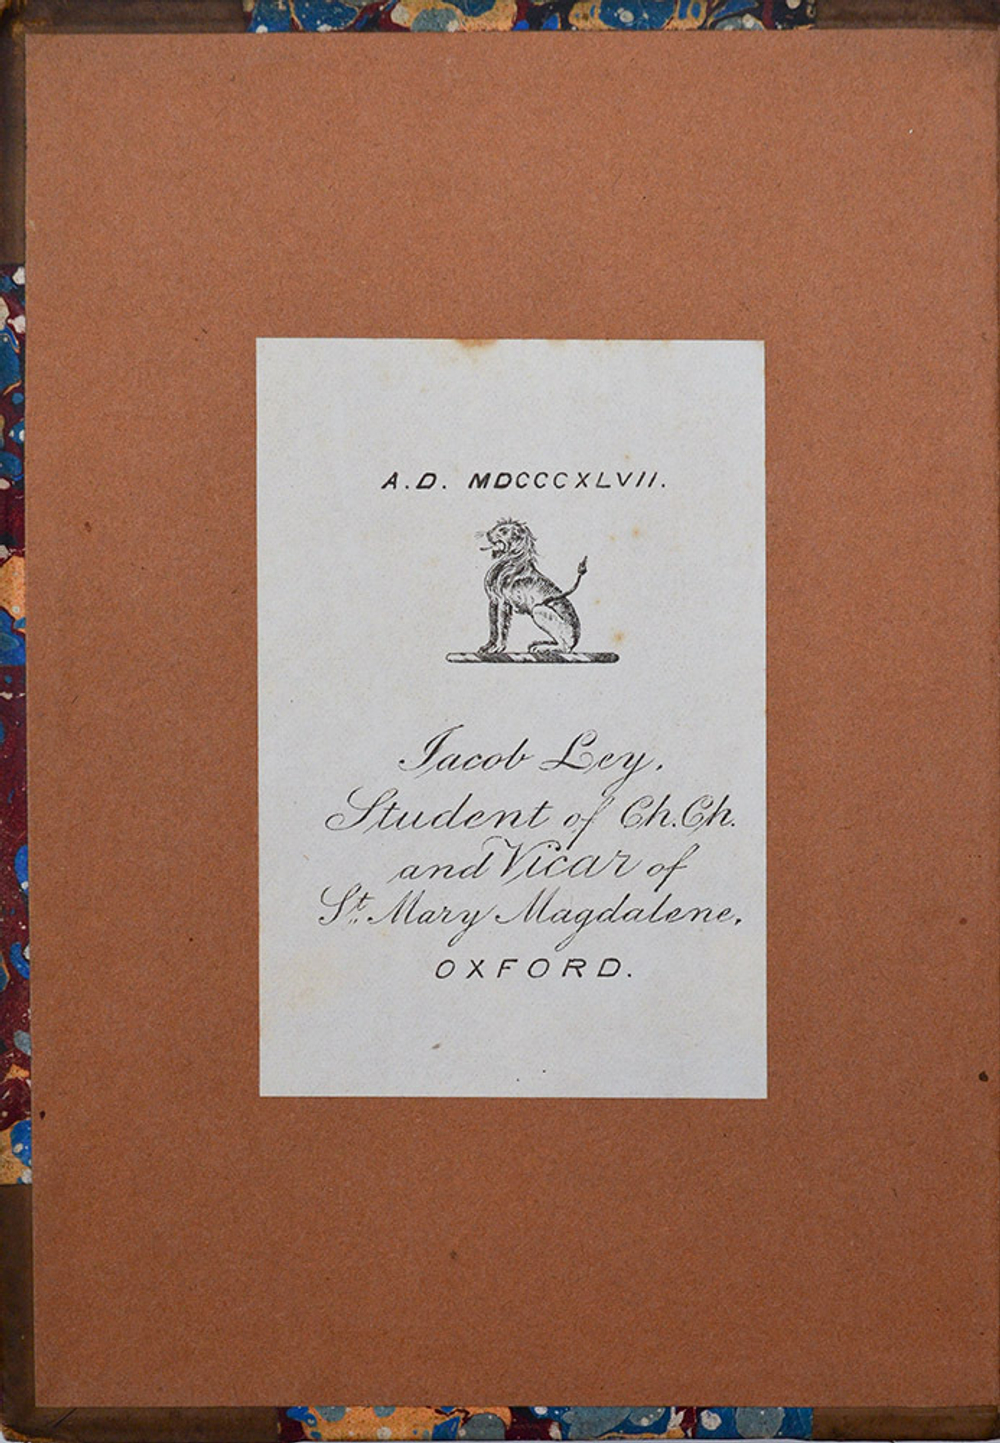 A.D. MDCCCXLVII.
Jacob Ley,
Student of Ch.Ch.
and Vicar of
St. Mary Magdalene,
OXFORD.